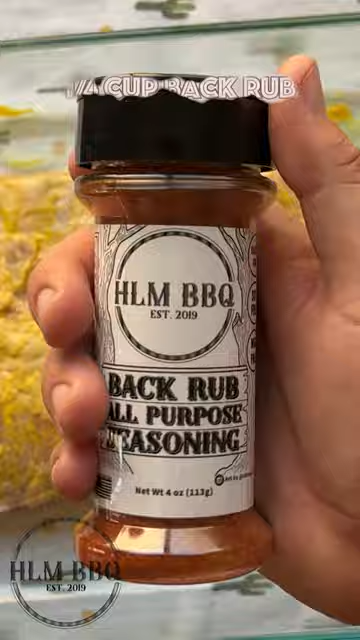 1/4 CUP BACK RUB
HLM BBQ
EST. 2019
BACK RUB
ALL PURPOSE
SEASONING
Net Wt 4 oz (113g)
HLM BBQ
EST. 2019